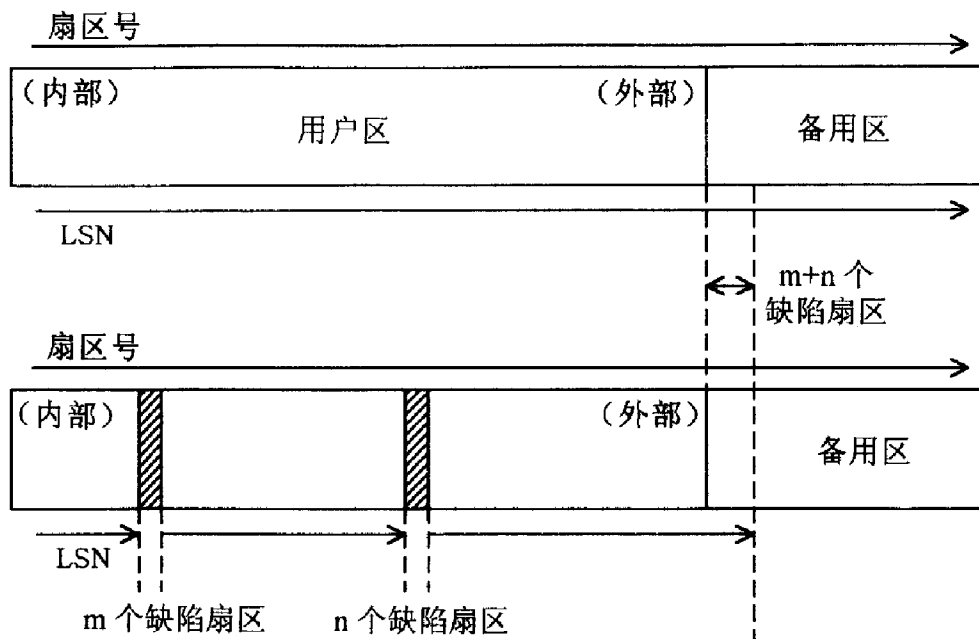 扇区号
（内部）
（外部）
用户区
备用区
LSN
m+n 个
缺陷扇区
扇区号
（内部）
（外部）
备用区
LSN
m 个缺陷扇区
n 个缺陷扇区